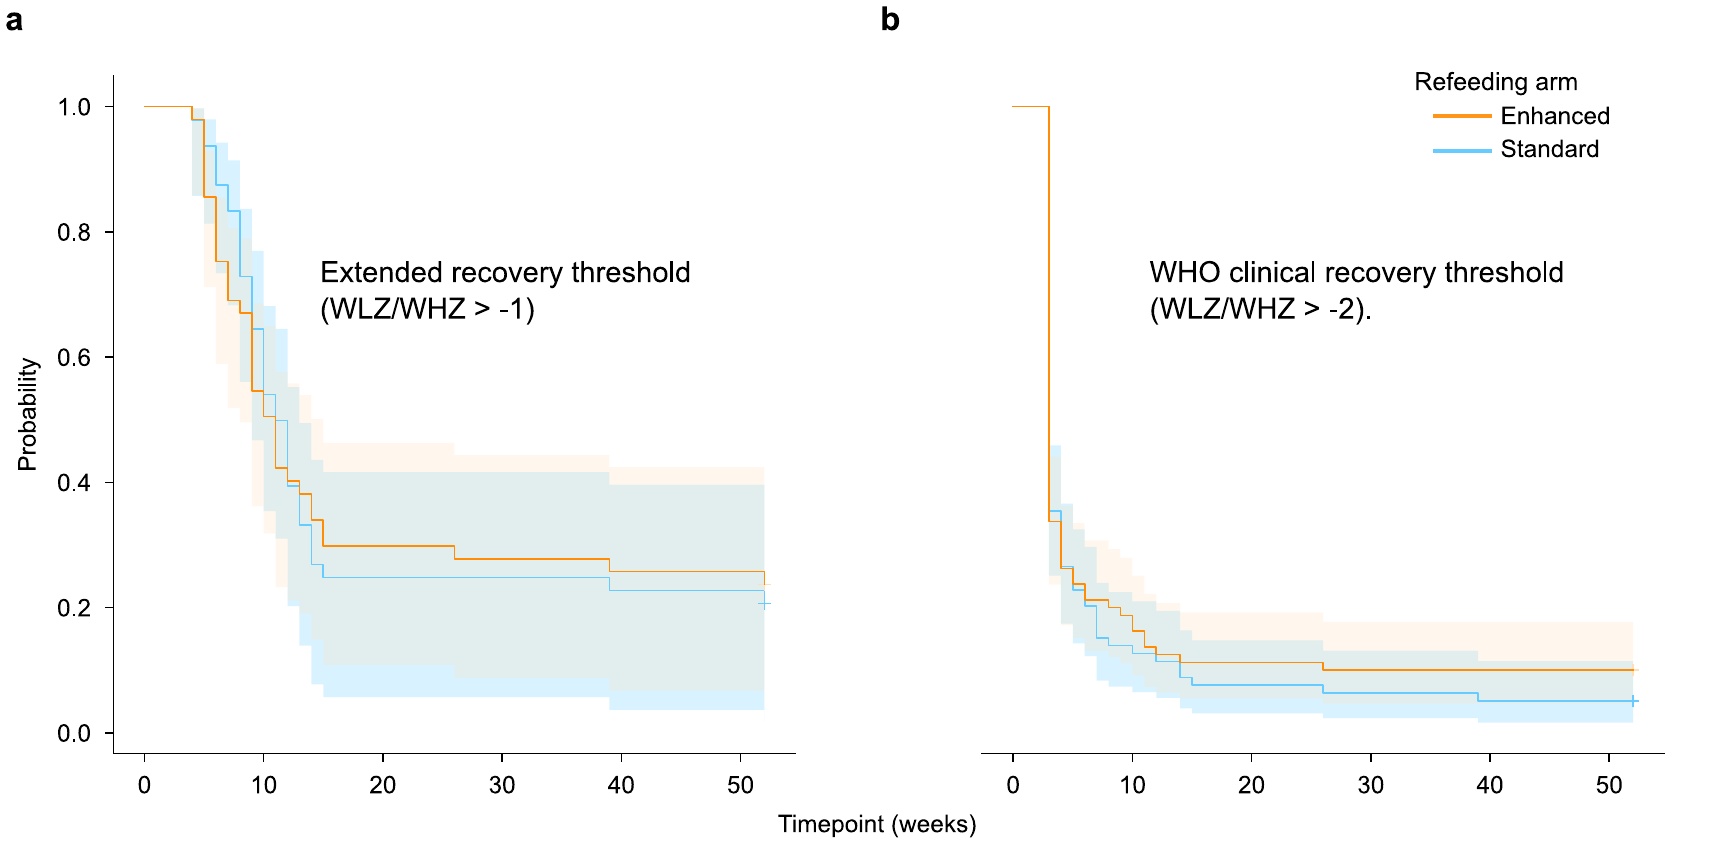 a
b
Refeeding arm
Enhanced
Standard
Extended recovery threshold
(WLZ/WHZ > -1)
WHO clinical recovery threshold
(WLZ/WHZ > -2).
Probability
1.0
0.8
0.6
0.4
0.2
0.0
0 10 20 30 40 50
0 10 20 30 40 50
Timepoint (weeks)